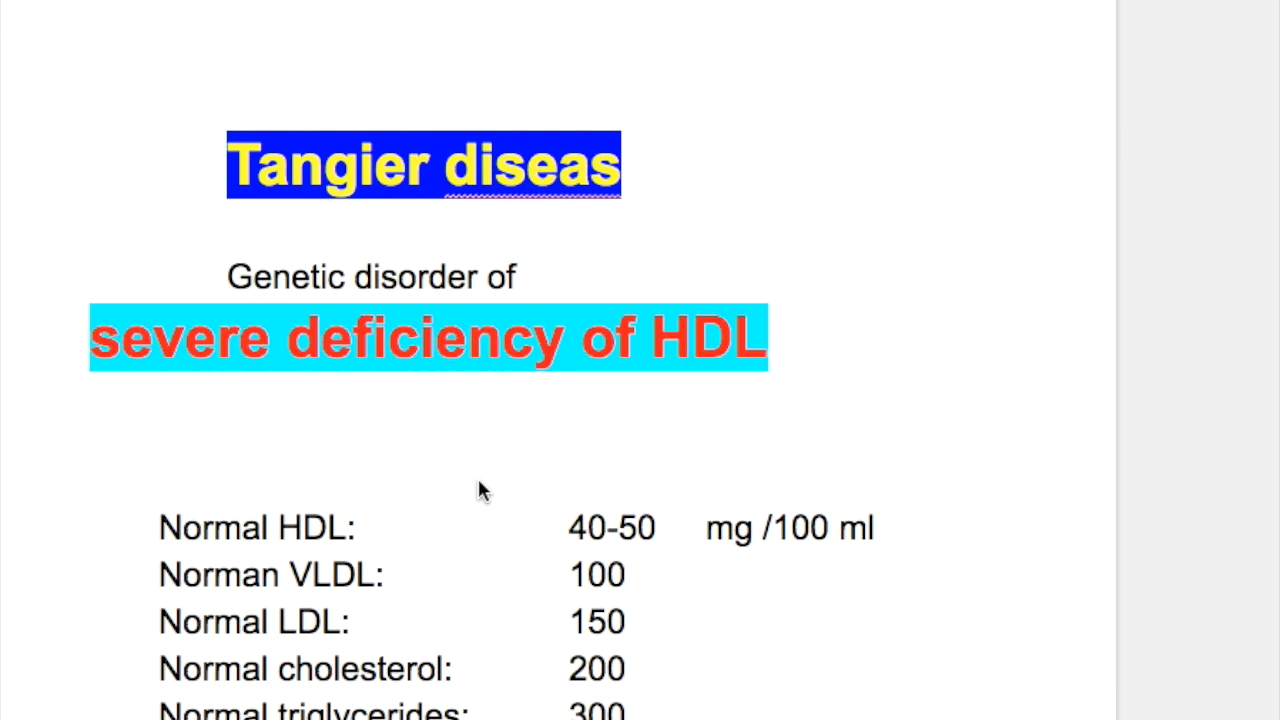 Tangier diseas
Genetic disorder of
severe deficiency of HDL
Normal HDL: 40-50 mg /100 ml
Norman VLDL: 100
Normal LDL: 150
Normal cholesterol: 200
Normal triglycerides: 300